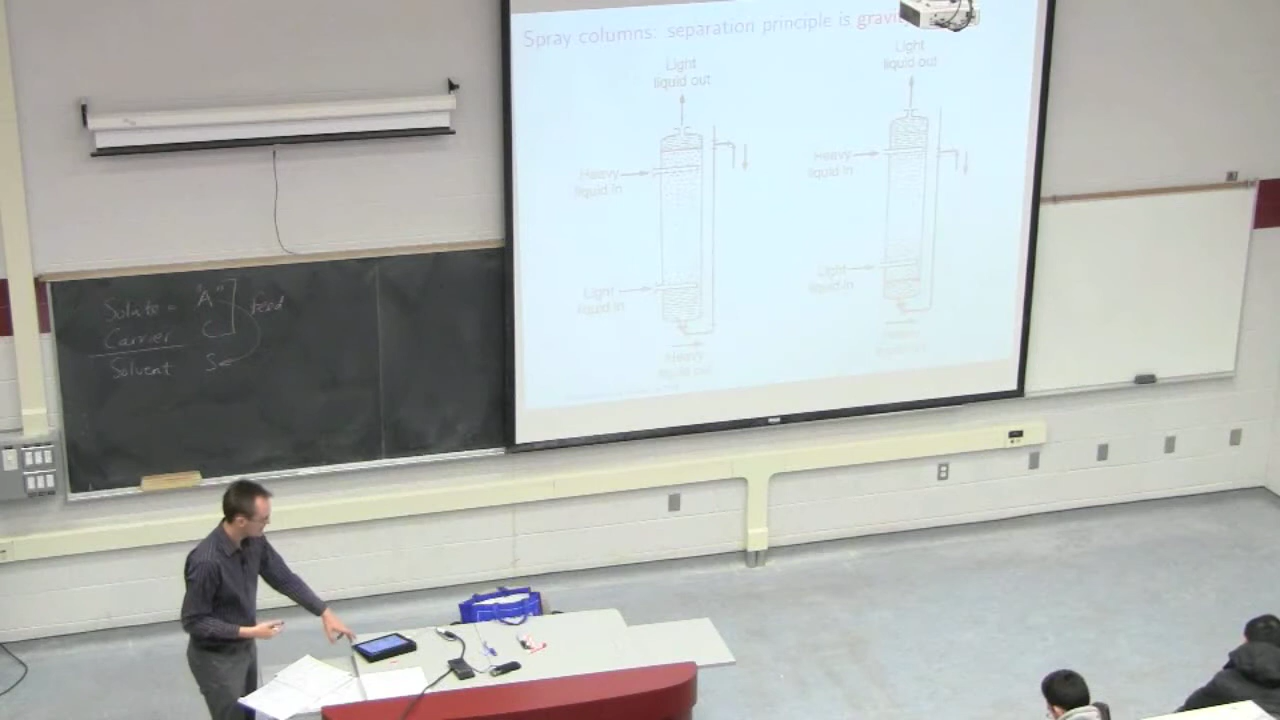 Solute = "A"
Carrier C
feed
Solvent S
Spray columns: separation principle is gravi
Light
liquid out
Heavy
liquid in
Light
liquid in
Heavy
liquid out
Light
liquid out
Heavy
liquid in
Light
liquid in